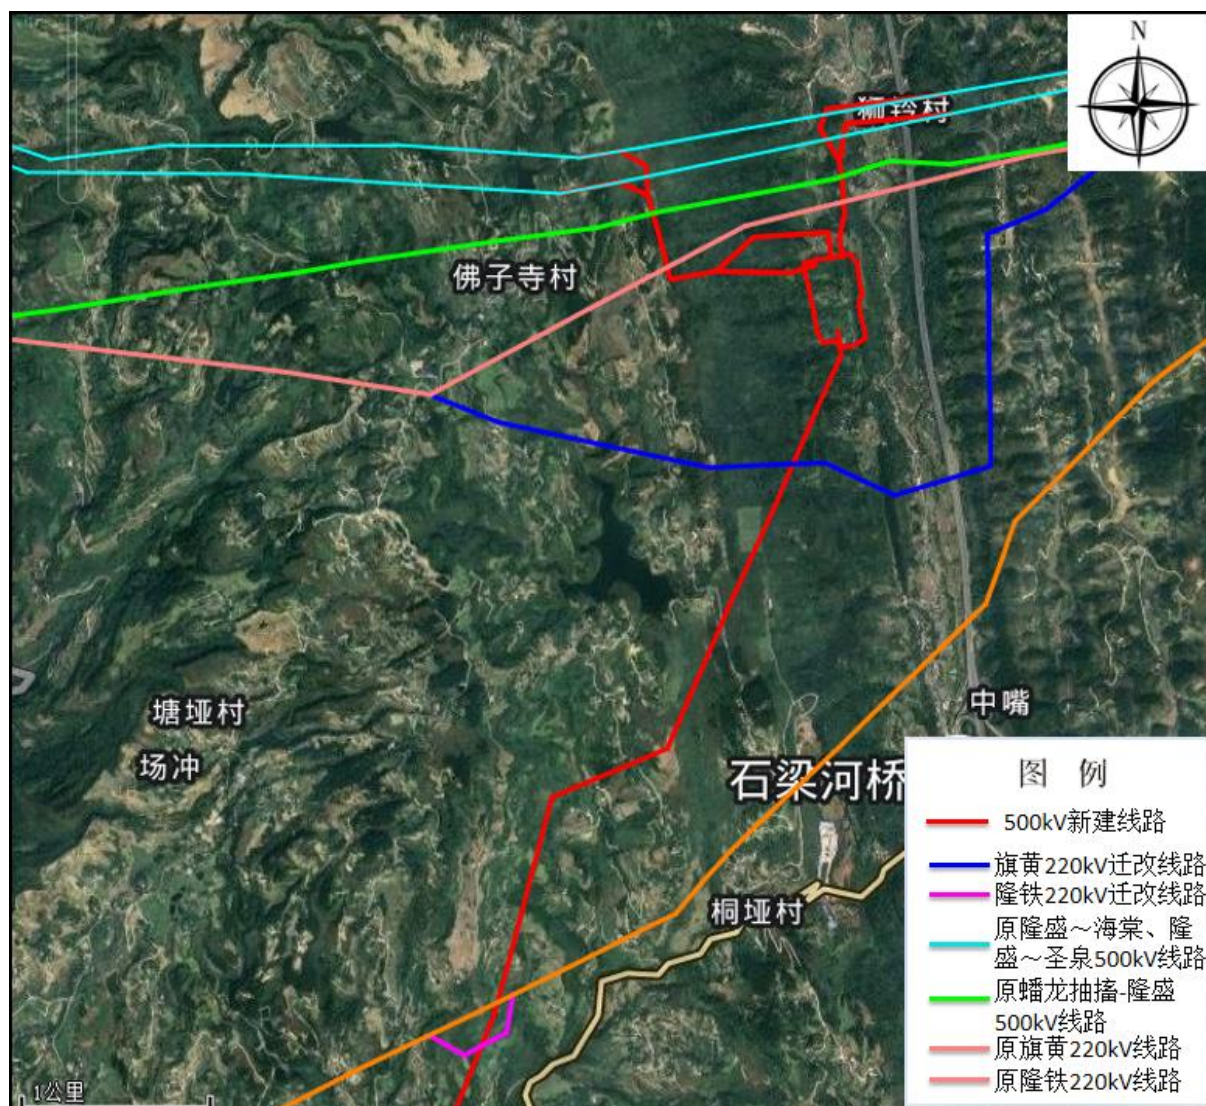 N
狮铃村
佛子寺村
塘垭村
中嘴
场冲
石梁河桥
桐垭村
1公里
图 例
500kV新建线路
旗黄220kV迁改线路
隆铁220kV迁改线路
原隆盛～海棠、隆
盛～圣泉500kV线路
原蟠龙抽搐-隆盛
500kV线路
原旗黄220kV线路
原隆铁220kV线路